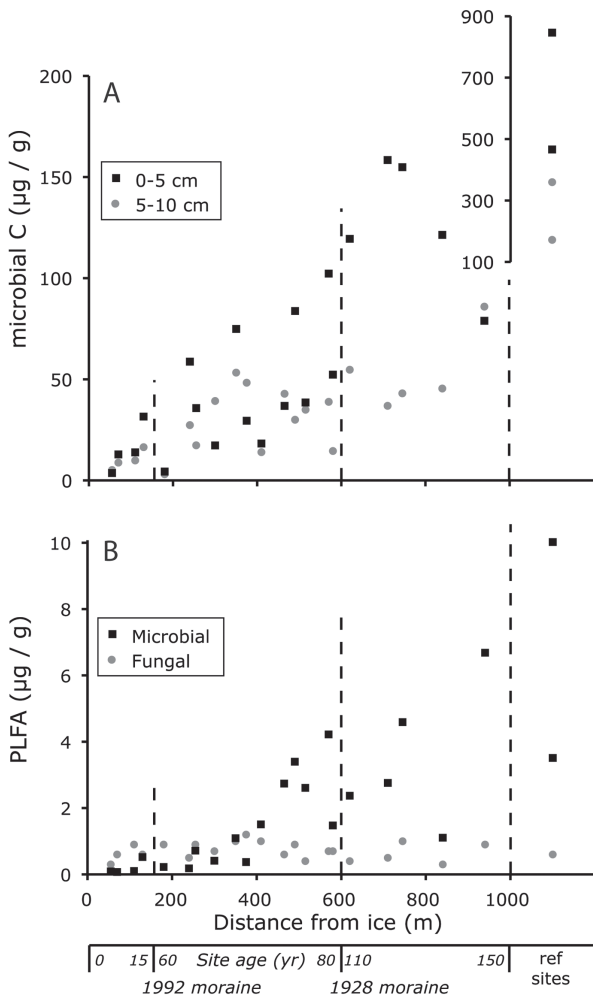 A
microbial C (µg / g)
200
150
100
50
0
900
700
500
300
100
0-5 cm
5-10 cm
B
PLFA (µg / g)
10
8
6
4
2
0
Microbial
Fungal
0 200 400 600 800 1000
Distance from ice (m)
0 15 60 Site age (yr) 80 110 150 ref sites
1992 moraine 1928 moraine